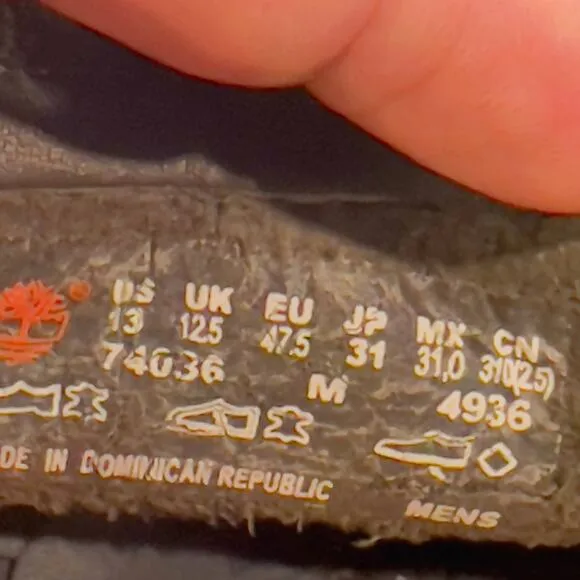 US UK EU JP MX CN
13 12.5 47.5 31 31,0 310(2.5)
74036 M 4936
DE IN DOMINICAN REPUBLIC
MENS